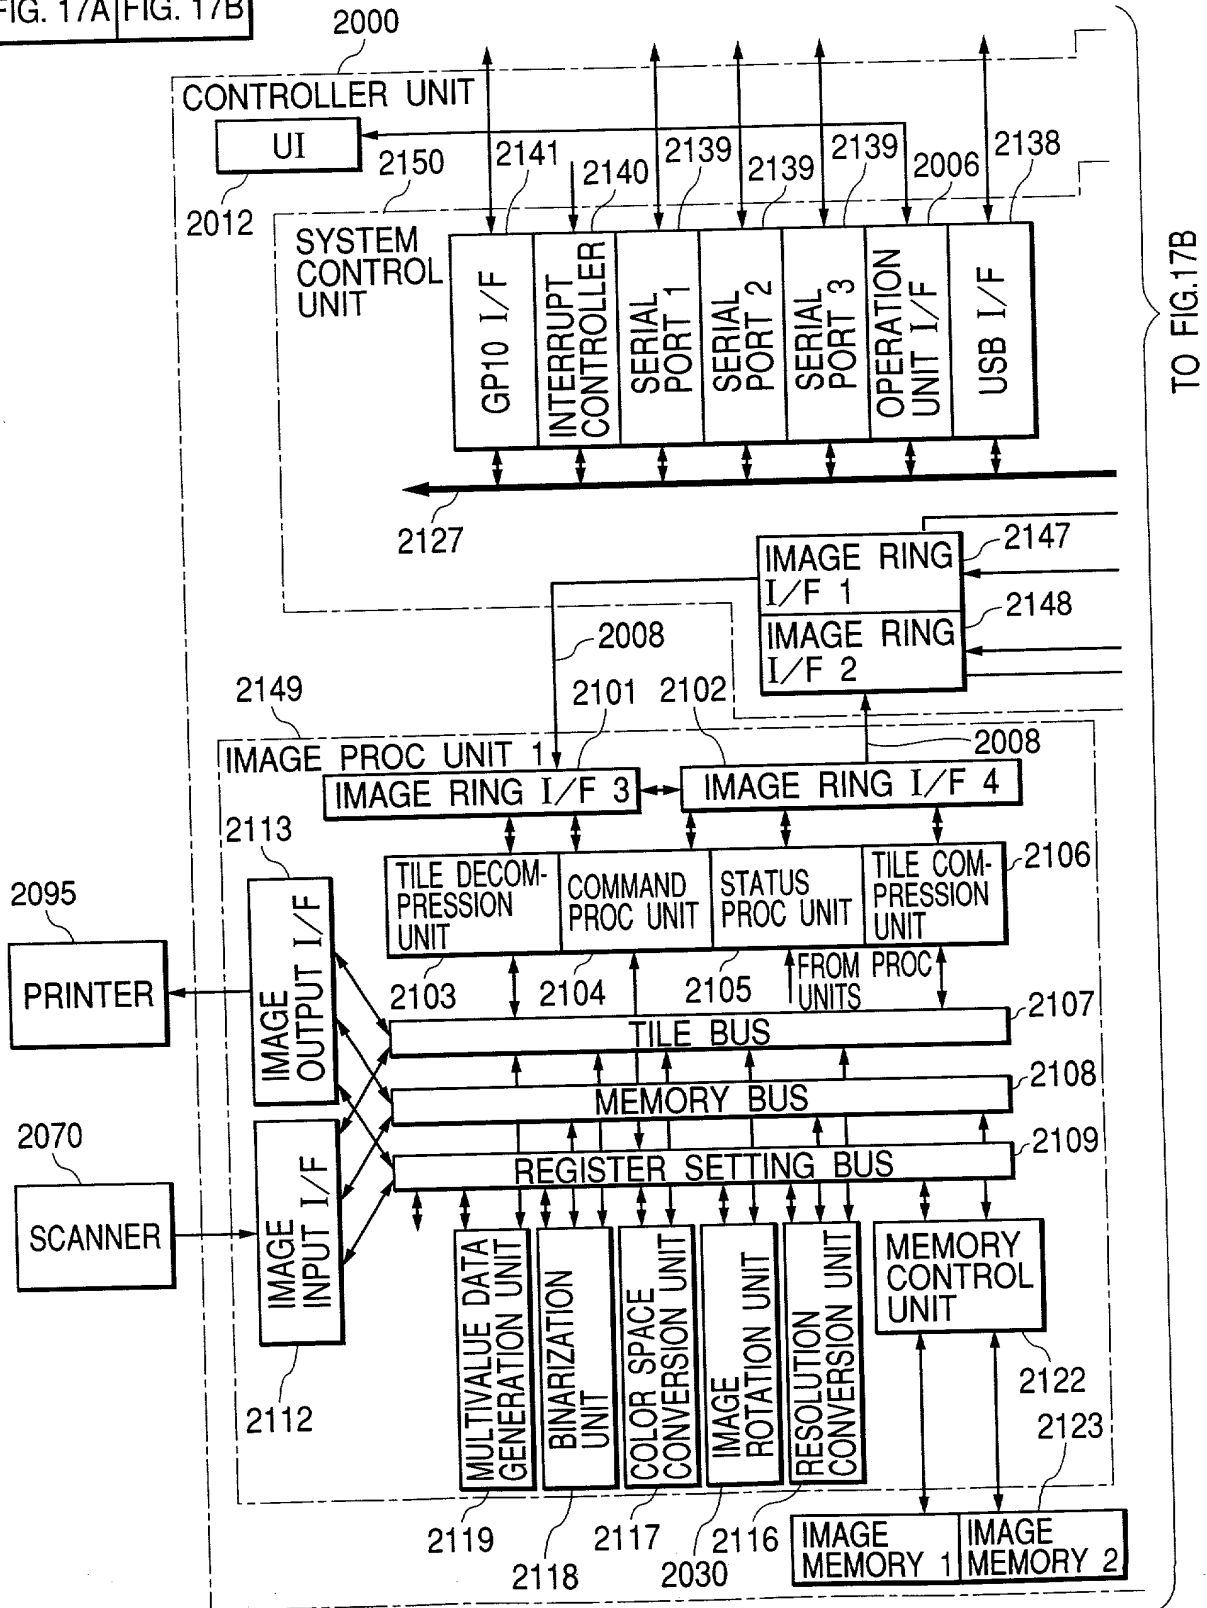 FIG. 17A FIG. 17B
2000
CONTROLLER UNIT
UI
2012
2150
2141
2140
2139
2139
2139
2006
2138
SYSTEM
CONTROL
UNIT
GP10 I/F
INTERRUPT
CONTROLLER
SERIAL
PORT 1
SERIAL
PORT 2
SERIAL
PORT 3
OPERATION
UNIT I/F
USB I/F
TO FIG.17B
2127
IMAGE RING
I/F 1
2147
IMAGE RING
I/F 2
2148
2008
2149
2101
2102
2008
IMAGE PROC UNIT 1
IMAGE RING I/F 3
IMAGE RING I/F 4
2113
TILE DECOM-
PRESSION
UNIT
COMMAND
PROC UNIT
STATUS
PROC UNIT
TILE COM-
PRESSION
UNIT
2106
2095
PRINTER
IMAGE
OUTPUT I/F
2103
2104
2105
FROM PROC
UNITS
2107
TILE BUS
2108
MEMORY BUS
2070
2109
REGISTER SETTING BUS
SCANNER
IMAGE
INPUT I/F
2112
MULTIVALUE DATA
GENERATION UNIT
BINARIZATION
UNIT
COLOR SPACE
CONVERSION UNIT
IMAGE
ROTATION UNIT
RESOLUTION
CONVERSION UNIT
MEMORY
CONTROL
UNIT
2122
2123
2119
2118
2117
2030
2116
IMAGE
MEMORY 1
IMAGE
MEMORY 2